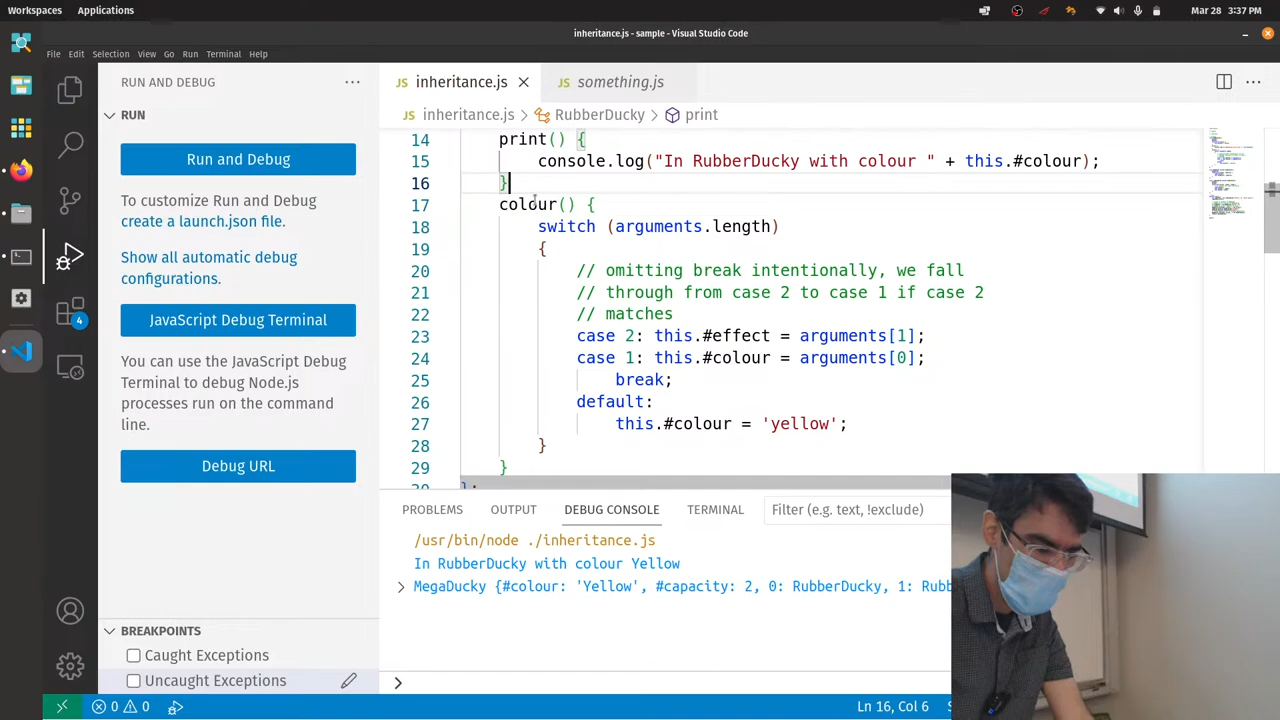 Workspaces Applications Mar 28 3:37 PM
inheritance.js - sample - Visual Studio Code
File Edit Selection View Go Run Terminal Help
RUN AND DEBUG
RUN
Run and Debug
To customize Run and Debug
create a launch.json file.
Show all automatic debug
configurations.
JavaScript Debug Terminal
You can use the JavaScript Debug
Terminal to debug Node.js
processes run on the command
line.
Debug URL
4
BREAKPOINTS
Caught Exceptions
Uncaught Exceptions
JS inheritance.js JS something.js
JS inheritance.js > RubberDucky > print
14 print() {
15 console.log("In RubberDucky with colour " + this.#colour);
16 }
17 colour() {
18 switch (arguments.length)
19 {
20 // omitting break intentionally, we fall
21 // through from case 2 to case 1 if case 2
22 // matches
23 case 2: this.#effect = arguments[1];
24 case 1: this.#colour = arguments[0];
25 break;
26 default:
27 this.#colour = 'yellow';
28 }
29 }
30 };
PROBLEMS OUTPUT DEBUG CONSOLE TERMINAL Filter (e.g. text, !exclude)
/usr/bin/node ./inheritance.js
In RubberDucky with colour Yellow
MegaDucky {#colour: 'Yellow', #capacity: 2, 0: RubberDucky, 1: Rubb
0 0 Ln 16, Col 6